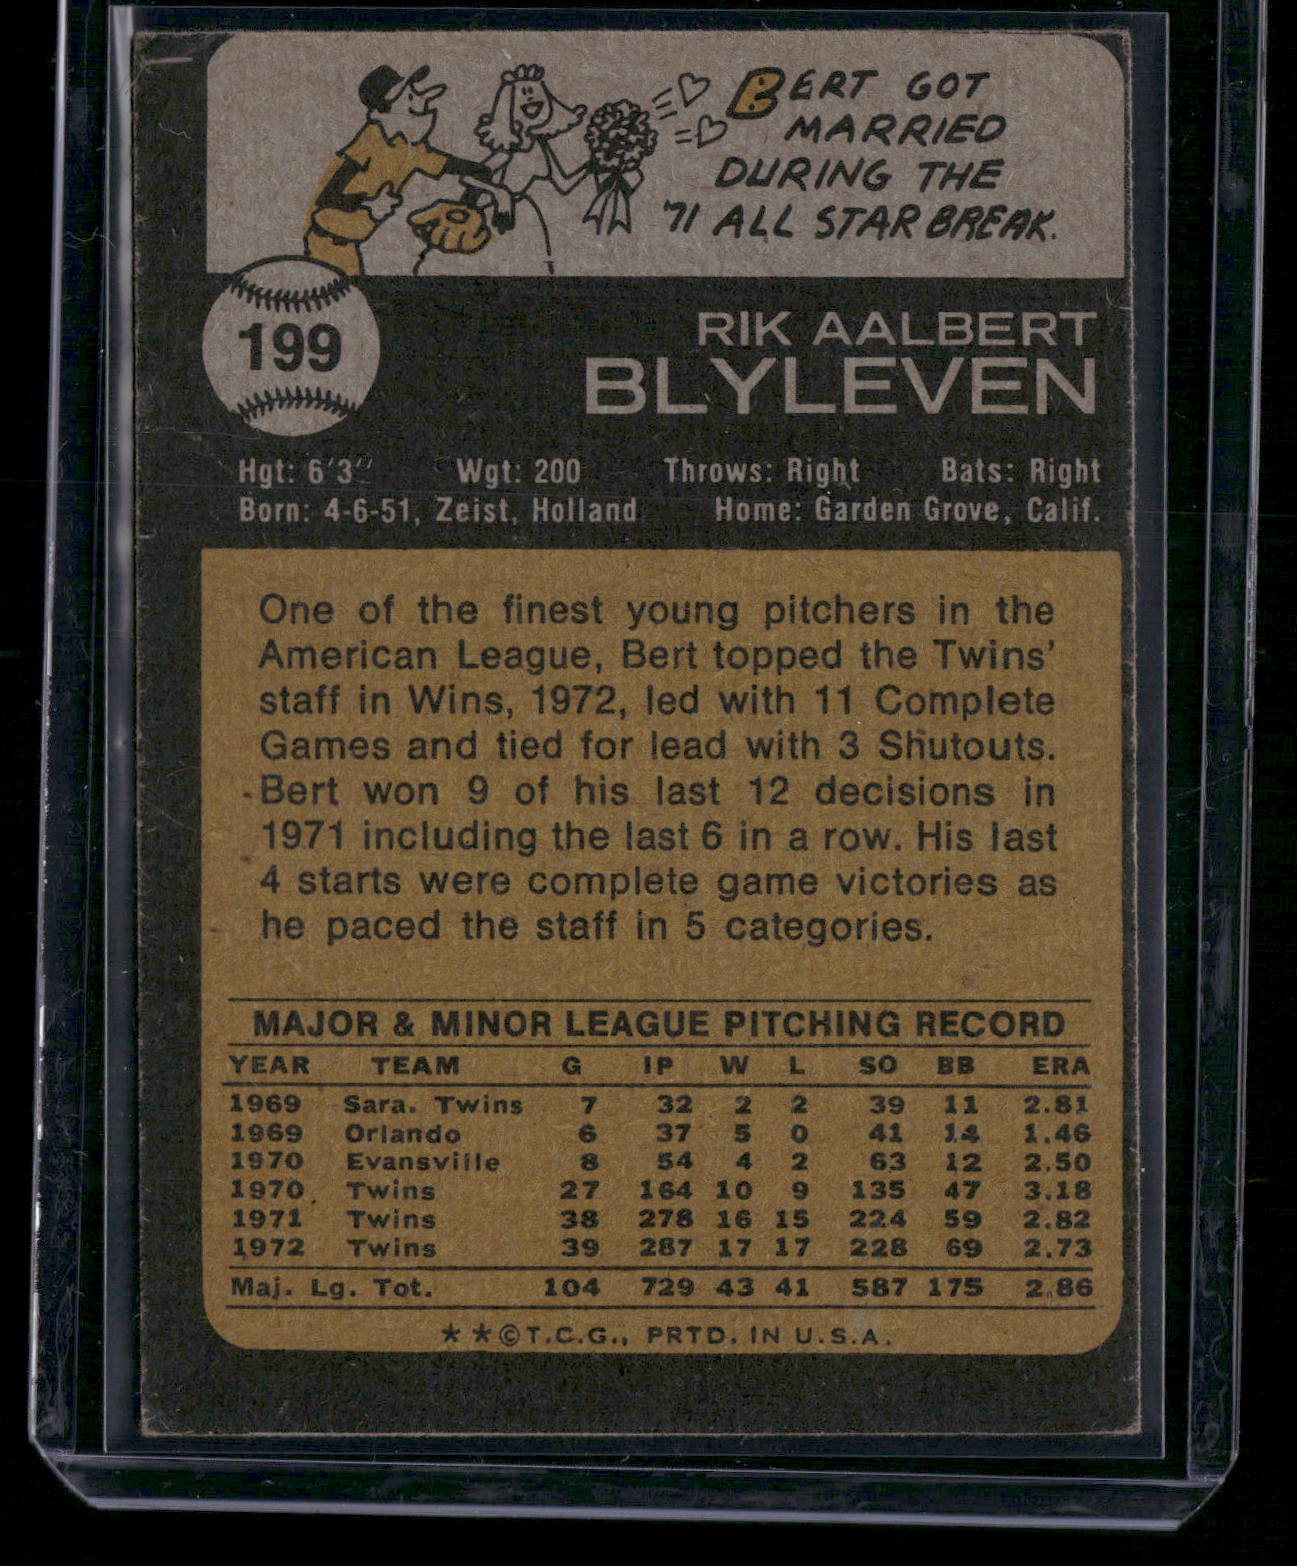 BERT GOT
MARRIED
DURING THE
'71 ALL STAR BREAK.
199
RIK AALBERT
BLYLEVEN
Hgt: 6'3" Wgt: 200 Throws: Right Bats: Right
Born: 4-6-51, Zeist, Holland Home: Garden Grove, Calif.
One of the finest young pitchers in the
American League, Bert topped the Twins'
staff in Wins, 1972, led with 11 Complete
Games and tied for lead with 3 Shutouts.
Bert won 9 of his last 12 decisions in
1971 including the last 6 in a row. His last
4 starts were complete game victories as
he paced the staff in 5 categories.
MAJOR & MINOR LEAGUE PITCHING RECORD
YEAR TEAM G IP W L SO BB ERA
1969 Sara. Twins 7 32 2 2 39 11 2.81
1969 Orlando 6 37 5 0 41 14 1.46
1970 Evansville 8 54 4 2 63 12 2.50
1970 Twins 27 164 10 9 135 47 3.18
1971 Twins 38 278 16 15 224 59 2.82
1972 Twins 39 287 17 17 228 69 2.73
Maj. Lg. Tot. 104 729 43 41 587 175 2.86
★ ★ © T.C.G., PRTD. IN U.S.A.